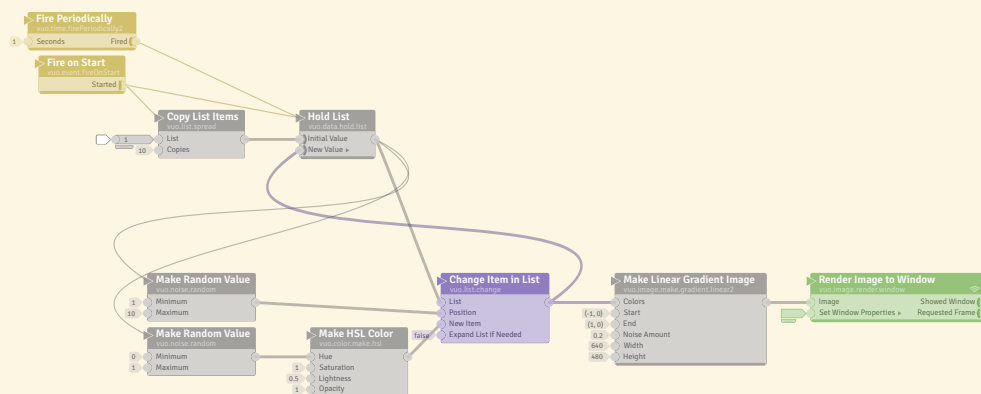 Fire Periodically
vuo.time.firePeriodically2
1 Seconds Fired
Fire on Start
vuo.event.fireOnStart
Started
Copy List Items
vuo.list.spread
1 List
10 Copies
Hold List
vuo.data.hold.list
Initial Value
New Value
Make Random Value
vuo.noise.random
1 Minimum
10 Maximum
Change Item in List
vuo.list.change
List
Position
New Item
false Expand List if Needed
Make Linear Gradient Image
vuo.image.make.gradient.linear2
Colors
(-1, 0) Start
(1, 0) End
0.2 Noise Amount
640 Width
480 Height
Render Image to Window
vuo.image.render.window
Image Showed Window
Set Window Properties Requested Frame
Make Random Value
vuo.noise.random
0 Minimum
1 Maximum
Make HSL Color
vuo.color.make.hsl
Hue
1 Saturation
0.5 Lightness
1 Opacity